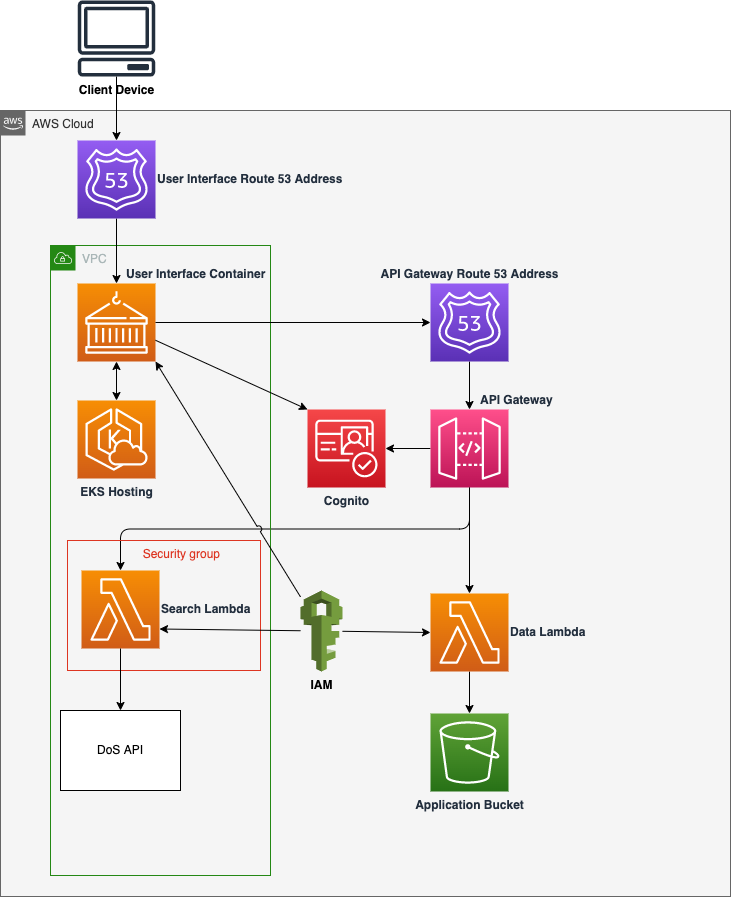 Client Device
aws
AWS Cloud
53
User Interface Route 53 Address
VPC
User Interface Container
API Gateway Route 53 Address
53
API Gateway
</>
K
EKS Hosting
Cognito
Security group
Search Lambda
Data Lambda
IAM
DoS API
Application Bucket